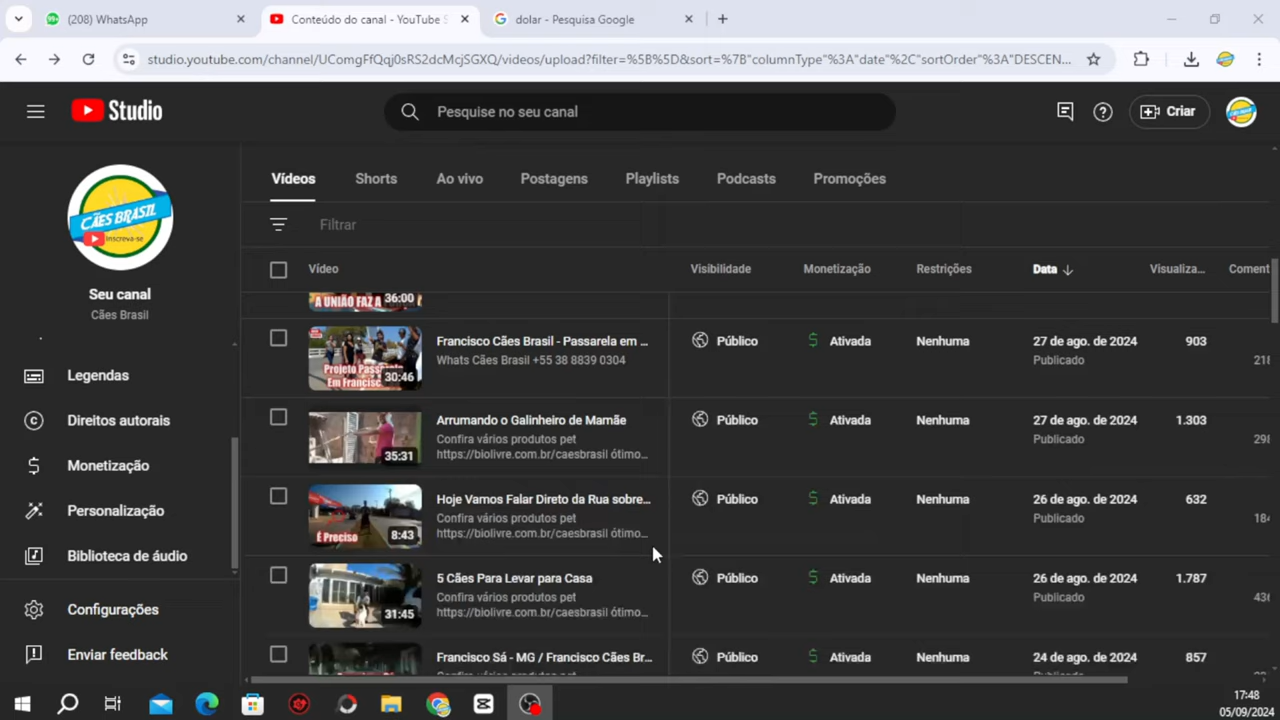 (208) WhatsApp
Conteúdo do canal - YouTube S
dolar - Pesquisa Google
studio.youtube.com/channel/UComgFfQqj0sRS2dcMcjSGXQ/videos/upload?filter=%5B%5D&sort=%7B"columnType"%3A"date"%2C"sortOrder"%3A"DESCEN...
Studio
Pesquise no seu canal
Criar
CÃES BRASIL
Inscreva-se
Seu canal
Cães Brasil
Legendas
Direitos autorais
Monetização
Personalização
Biblioteca de áudio
Configurações
Enviar feedback
Vídeos Shorts Ao vivo Postagens Playlists Podcasts Promoções
Filtrar
Vídeo Visibilidade Monetização Restrições Data Visualiza... Coment
A UNIÃO FAZ A
36:00
Projeto Passarela
Em Francisc
30:46
Francisco Cães Brasil - Passarela em ... Público Ativada Nenhuma 27 de ago. de 2024 903
Whats Cães Brasil +55 38 8839 0304 Publicado 218
35:31
Arrumando o Galinheiro de Mamãe Público Ativada Nenhuma 27 de ago. de 2024 1.303
Confira vários produtos pet Publicado 298
https://biolivre.com.br/caesbrasil ótimo...
É Preciso
8:43
Hoje Vamos Falar Direto da Rua sobre... Público Ativada Nenhuma 26 de ago. de 2024 632
Confira vários produtos pet Publicado 184
https://biolivre.com.br/caesbrasil ótimo...
31:45
5 Cães Para Levar para Casa Público Ativada Nenhuma 26 de ago. de 2024 1.787
Confira vários produtos pet Publicado 436
https://biolivre.com.br/caesbrasil ótimo...
Francisco Sá - MG / Francisco Cães Br... Público Ativada Nenhuma 24 de ago. de 2024 857
17:48
05/09/2024